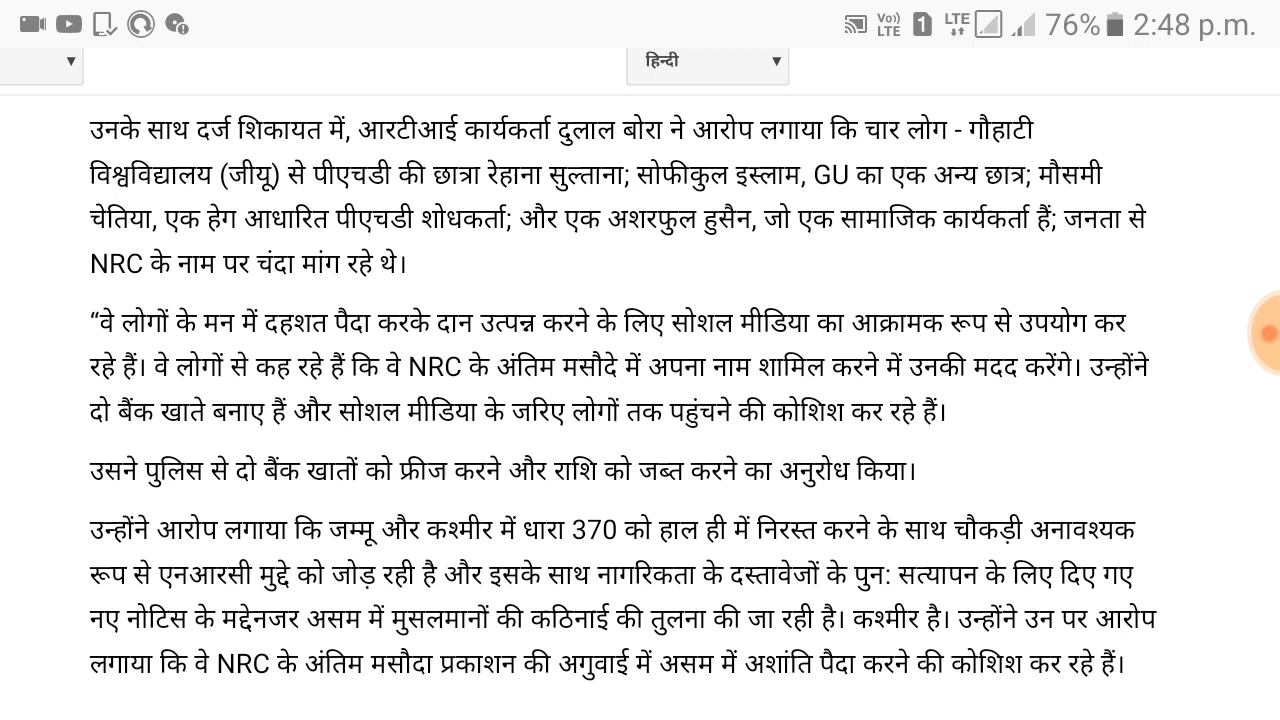 Vo)) LTE 1 LTE 76% 2:48 p.m.
हिन्दी
उनके साथ दर्ज शिकायत में, आरटीआई कार्यकर्ता दुलाल बोरा ने आरोप लगाया कि चार लोग - गौहाटी
विश्वविद्यालय (जीयू) से पीएचडी की छात्रा रेहाना सुल्ताना; सोफीकुल इस्लाम, GU का एक अन्य छात्र; मौसमी
चेतिया, एक हेग आधारित पीएचडी शोधकर्ता; और एक अशरफुल हुसैन, जो एक सामाजिक कार्यकर्ता हैं; जनता से
NRC के नाम पर चंदा मांग रहे थे।
“वे लोगों के मन में दहशत पैदा करके दान उत्पन्न करने के लिए सोशल मीडिया का आक्रामक रूप से उपयोग कर
रहे हैं। वे लोगों से कह रहे हैं कि वे NRC के अंतिम मसौदे में अपना नाम शामिल करने में उनकी मदद करेंगे। उन्होंने
दो बैंक खाते बनाए हैं और सोशल मीडिया के जरिए लोगों तक पहुंचने की कोशिश कर रहे हैं।
उसने पुलिस से दो बैंक खातों को फ्रीज करने और राशि को जब्त करने का अनुरोध किया।
उन्होंने आरोप लगाया कि जम्मू और कश्मीर में धारा 370 को हाल ही में निरस्त करने के साथ चौकड़ी अनावश्यक
रूप से एनआरसी मुद्दे को जोड़ रही है और इसके साथ नागरिकता के दस्तावेजों के पुन: सत्यापन के लिए दिए गए
नए नोटिस के मद्देनजर असम में मुसलमानों की कठिनाई की तुलना की जा रही है। कश्मीर है। उन्होंने उन पर आरोप
लगाया कि वे NRC के अंतिम मसौदा प्रकाशन की अगुवाई में असम में अशांति पैदा करने की कोशिश कर रहे हैं।